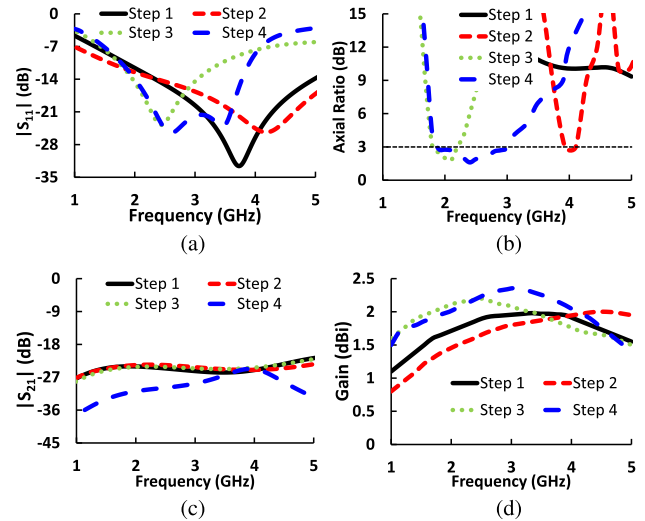 Step 1
Step 2
Step 3
Step 4
0
-7
-14
-21
-28
-35
|S11| (dB)
1
2
3
4
5
Frequency (GHz)
(a)
Step 1
Step 2
Step 3
Step 4
15
12
9
6
3
0
Axial Ratio (dB)
1
2
3
4
5
Frequency (GHz)
(b)
Step 1
Step 2
Step 3
Step 4
0
-9
-18
-27
-36
-45
|S21| (dB)
1
2
3
4
5
Frequency (GHz)
(c)
2.5
2
1.5
1
0.5
0
Gain (dBi)
Step 1
Step 2
Step 3
Step 4
1
2
3
4
5
Frequency (GHz)
(d)